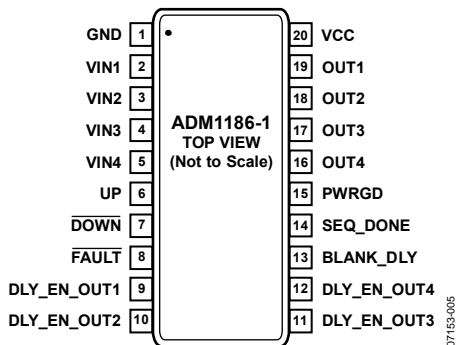 GND 1
VIN1 2
VIN2 3
VIN3 4
VIN4 5
UP 6
DOWN 7
FAULT 8
DLY_EN_OUT1 9
DLY_EN_OUT2 10
ADM1186-1
TOP VIEW
(Not to Scale)
20 VCC
19 OUT1
18 OUT2
17 OUT3
16 OUT4
15 PWRGD
14 SEQ_DONE
13 BLANK_DLY
12 DLY_EN_OUT4
11 DLY_EN_OUT3
07153-005